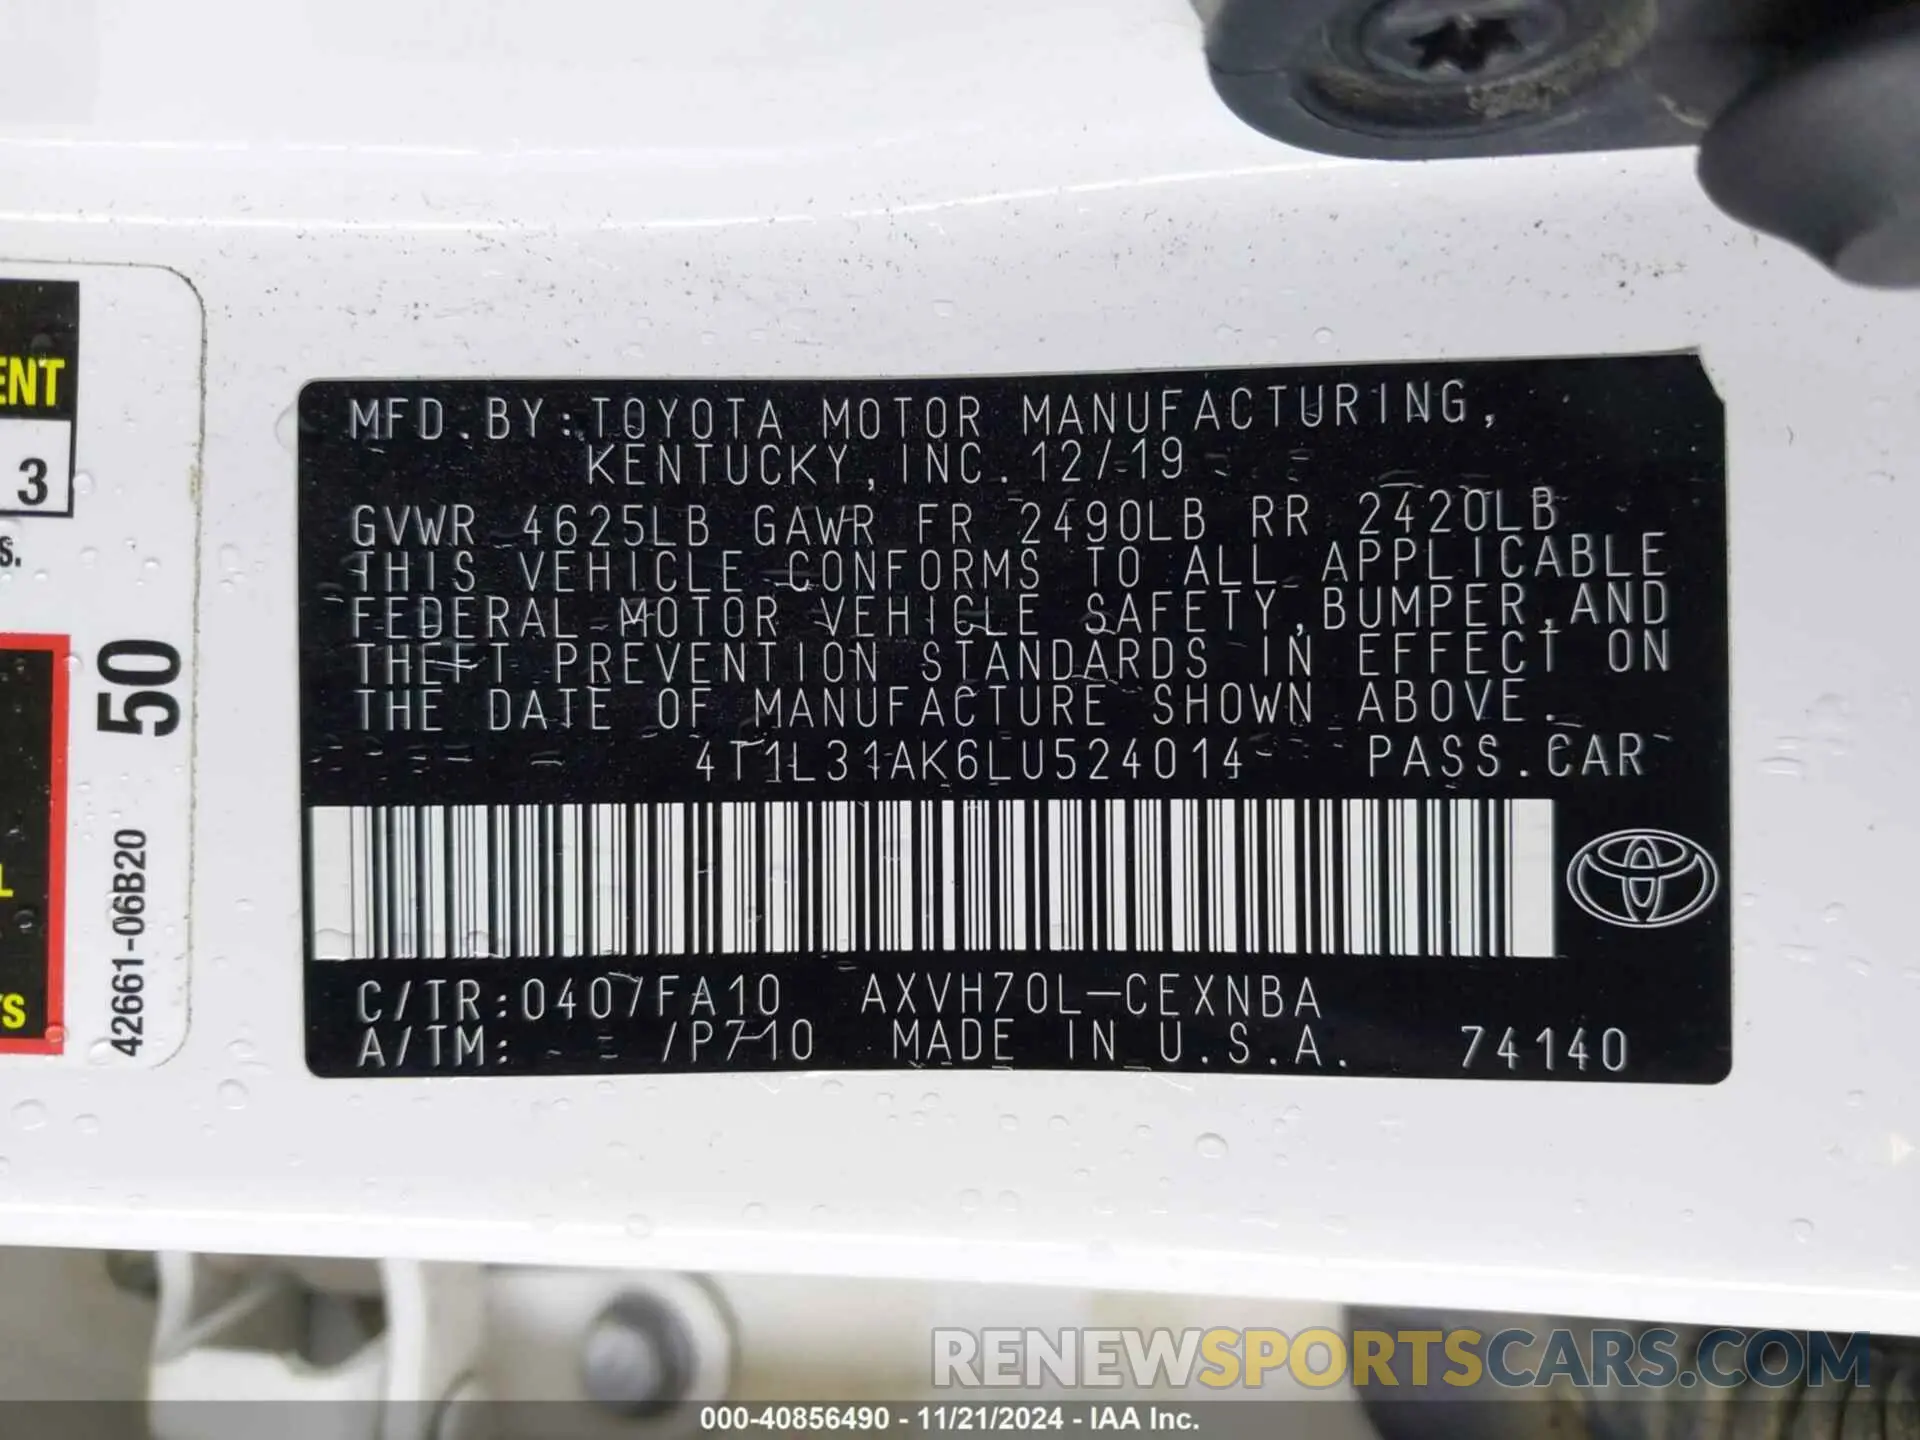 ENT
3
S.
50
L
YS
42661-06B20
MFD.BY:TOYOTA MOTOR MANUFACTURING,
KENTUCKY,INC.12/19
GVWR 4625LB GAWR FR 2490LB RR 2420LB
THIS VEHICLE CONFORMS TO ALL APPLICABLE
FEDERAL MOTOR VEHICLE SAFETY,BUMPER,AND
THEFT PREVENTION STANDARDS IN EFFECT ON
THE DATE OF MANUFACTURE SHOWN ABOVE.
4T1L31AK6LU524014 PASS.CAR
C/TR:0407FA10 AXVH70L-CEXNBA
A/TM: /P710 MADE IN U.S.A. 74140
RENEWSPORTSCARS.COM
000-40856490 - 11/21/2024 - IAA Inc.